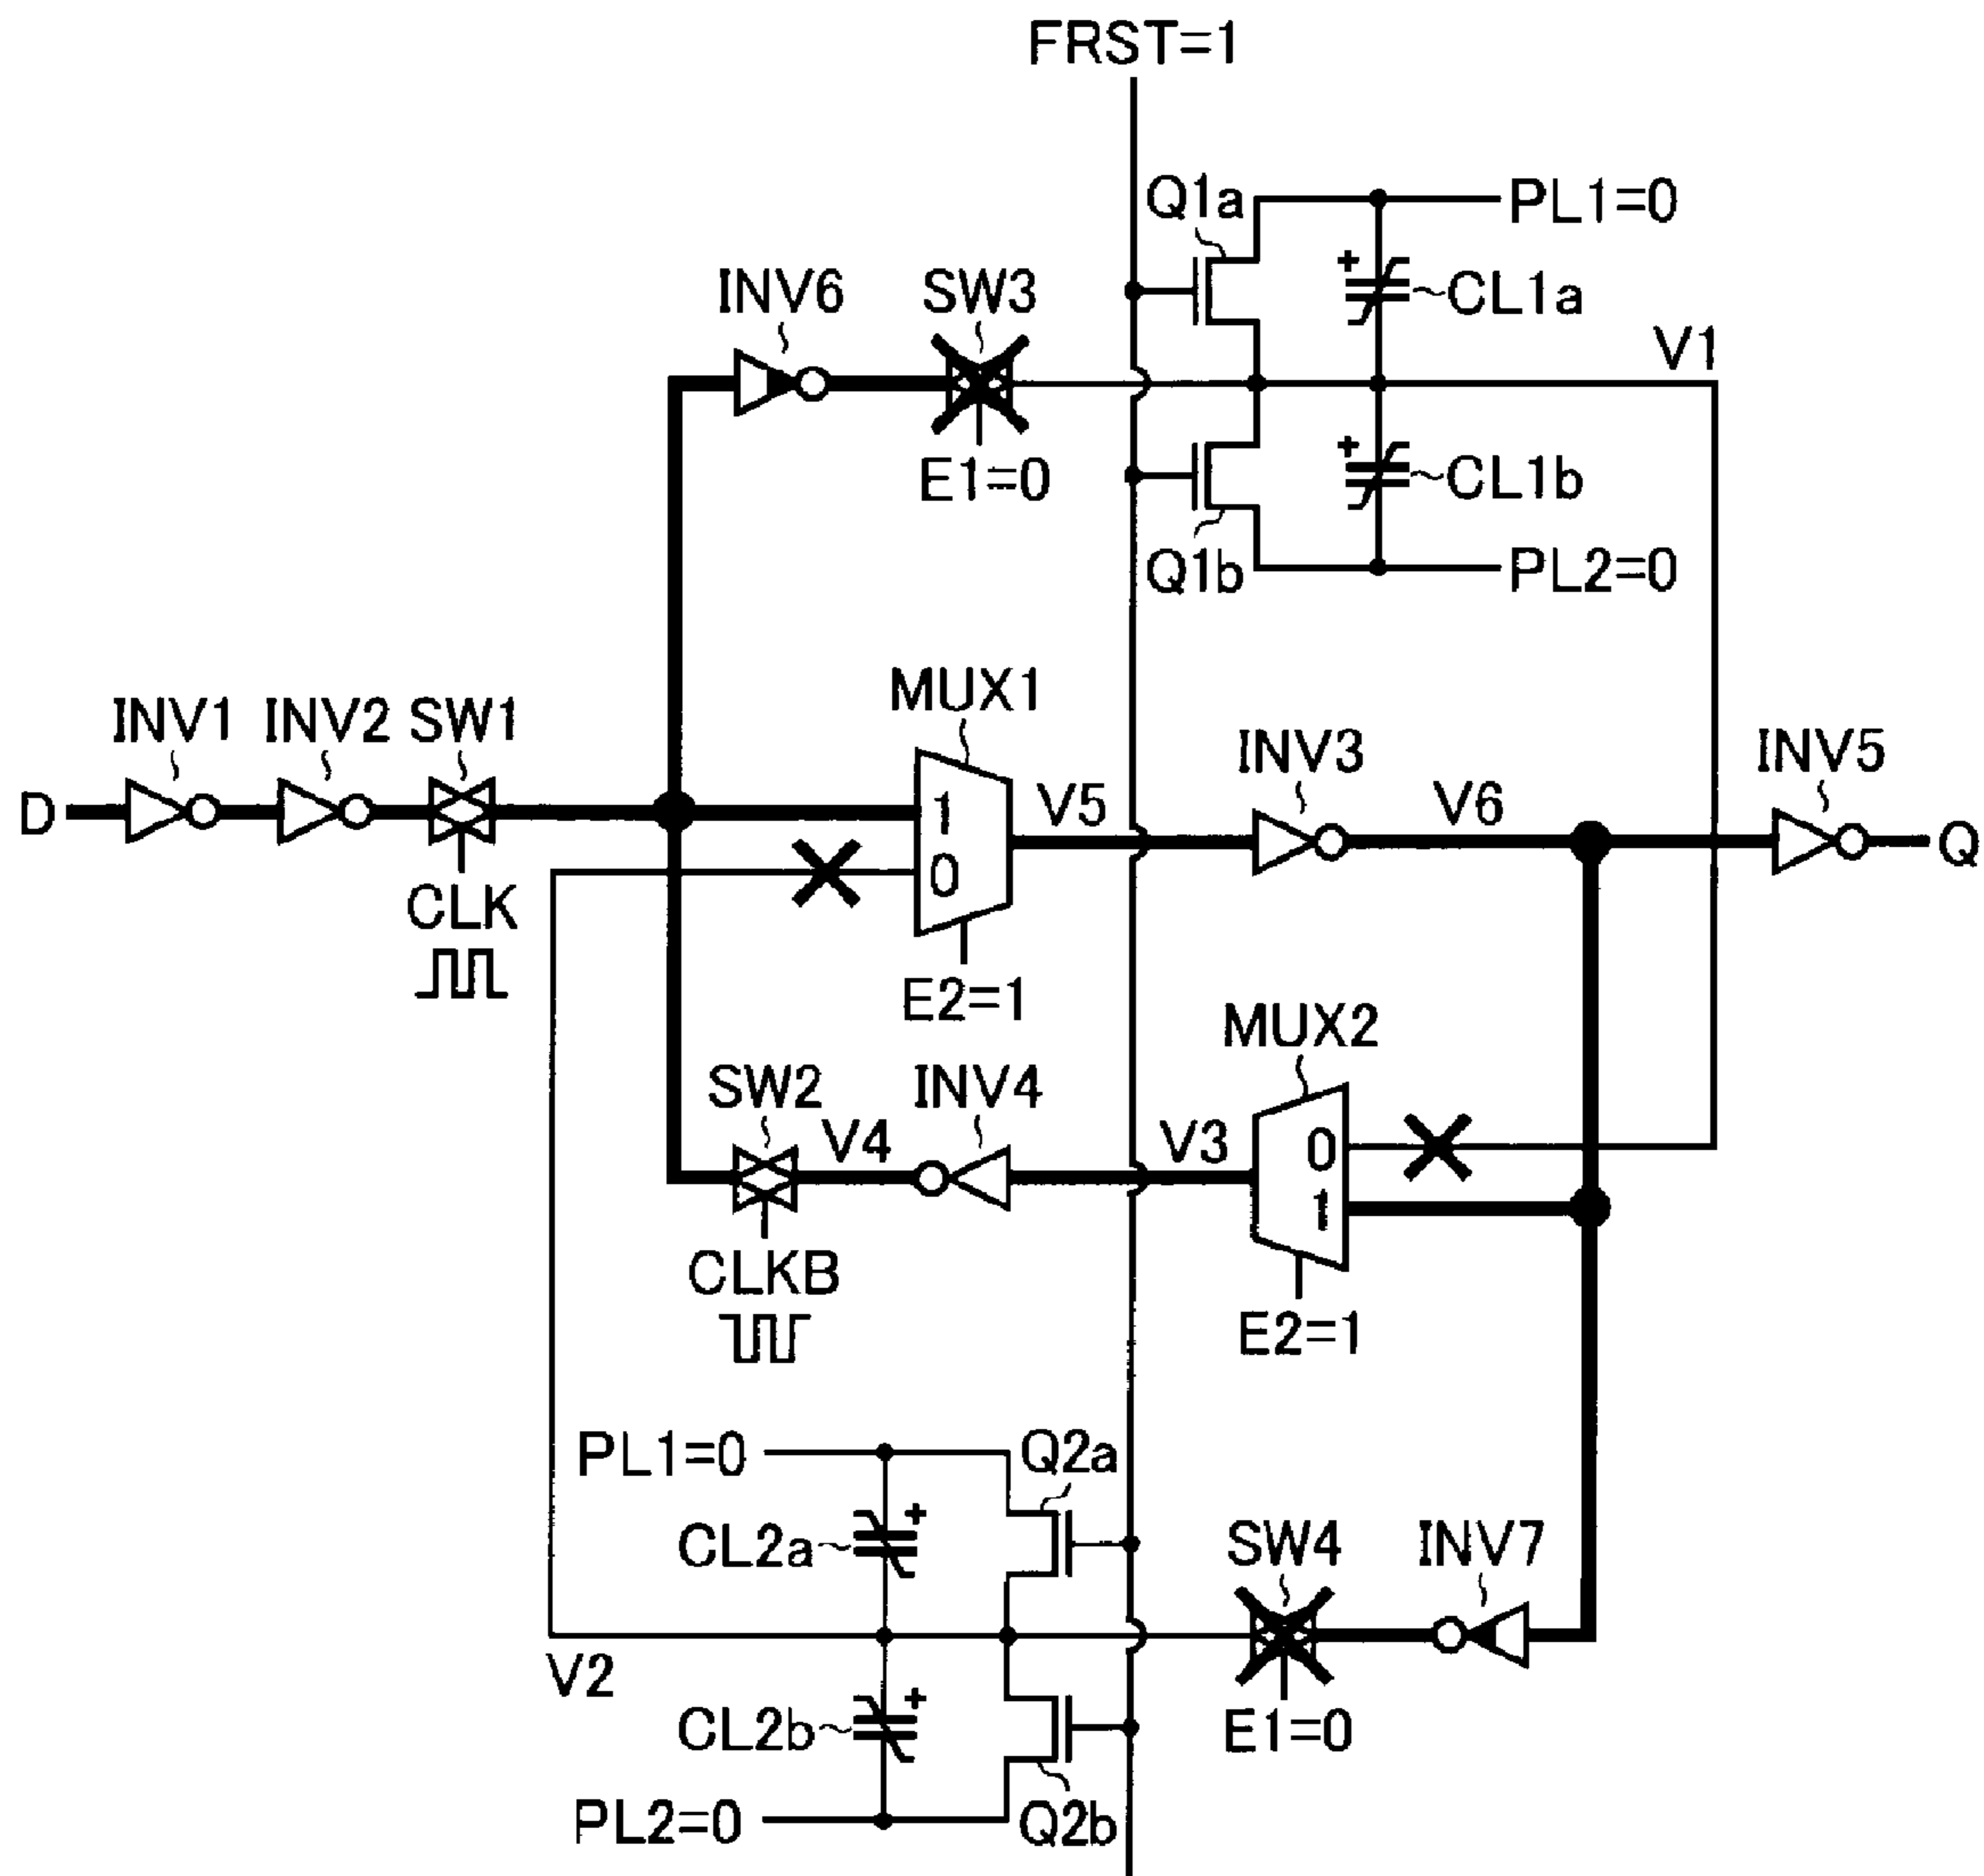 FRST=1
Q1a
PL1=0
INV6
SW3
+
CL1a
V1
E1=0
+
CL1b
Q1b
PL2=0
MUX1
INV1
INV2
SW1
V5
INV3
V6
INV5
D
1
0
Q
CLK
E2=1
MUX2
SW2
INV4
V4
V3
0
1
CLKB
E2=1
PL1=0
Q2a
+
CL2a
SW4
INV7
V2
+
CL2b
E1=0
PL2=0
Q2b